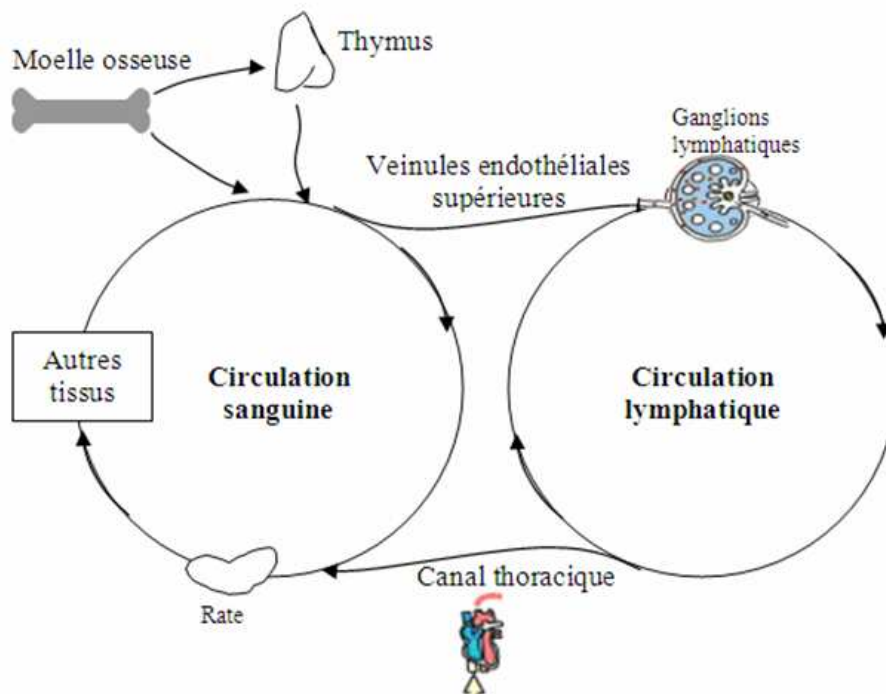 Thymus
Moelle osseuse
Ganglions
lymphatiques
Veinules endothéliales
supérieures
Autres
tissus
Circulation
sanguine
Circulation
lymphatique
Canal thoracique
Rate